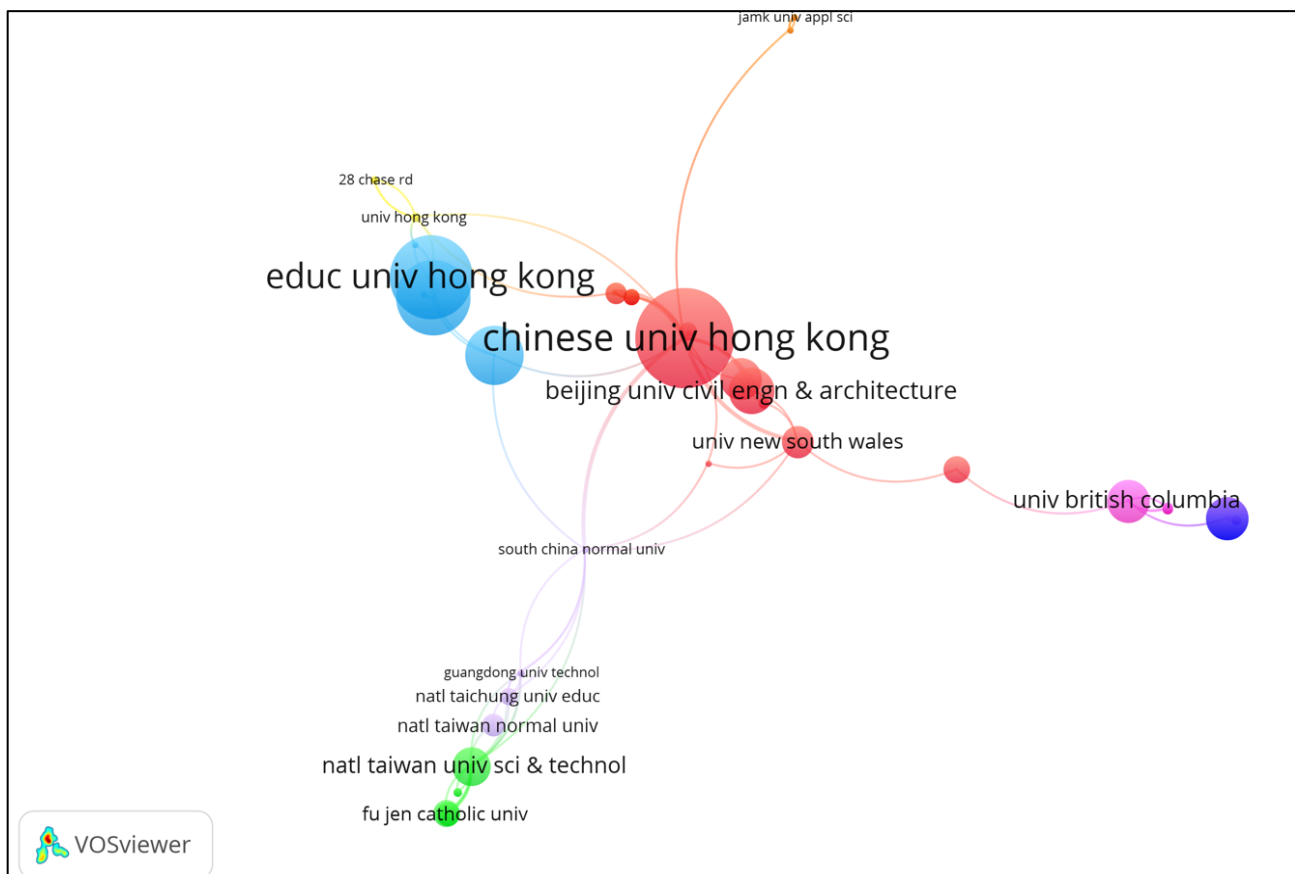 jamk univ appl sci
28 chase rd
univ hong kong
educ univ hong kong
chinese univ hong kong
beijing univ civil engn & architecture
univ new south wales
univ british columbia
south china normal univ
guangdong univ technol
natl taichung univ educ
natl taiwan normal univ
natl taiwan univ sci & technol
fu jen catholic univ
VOSviewer